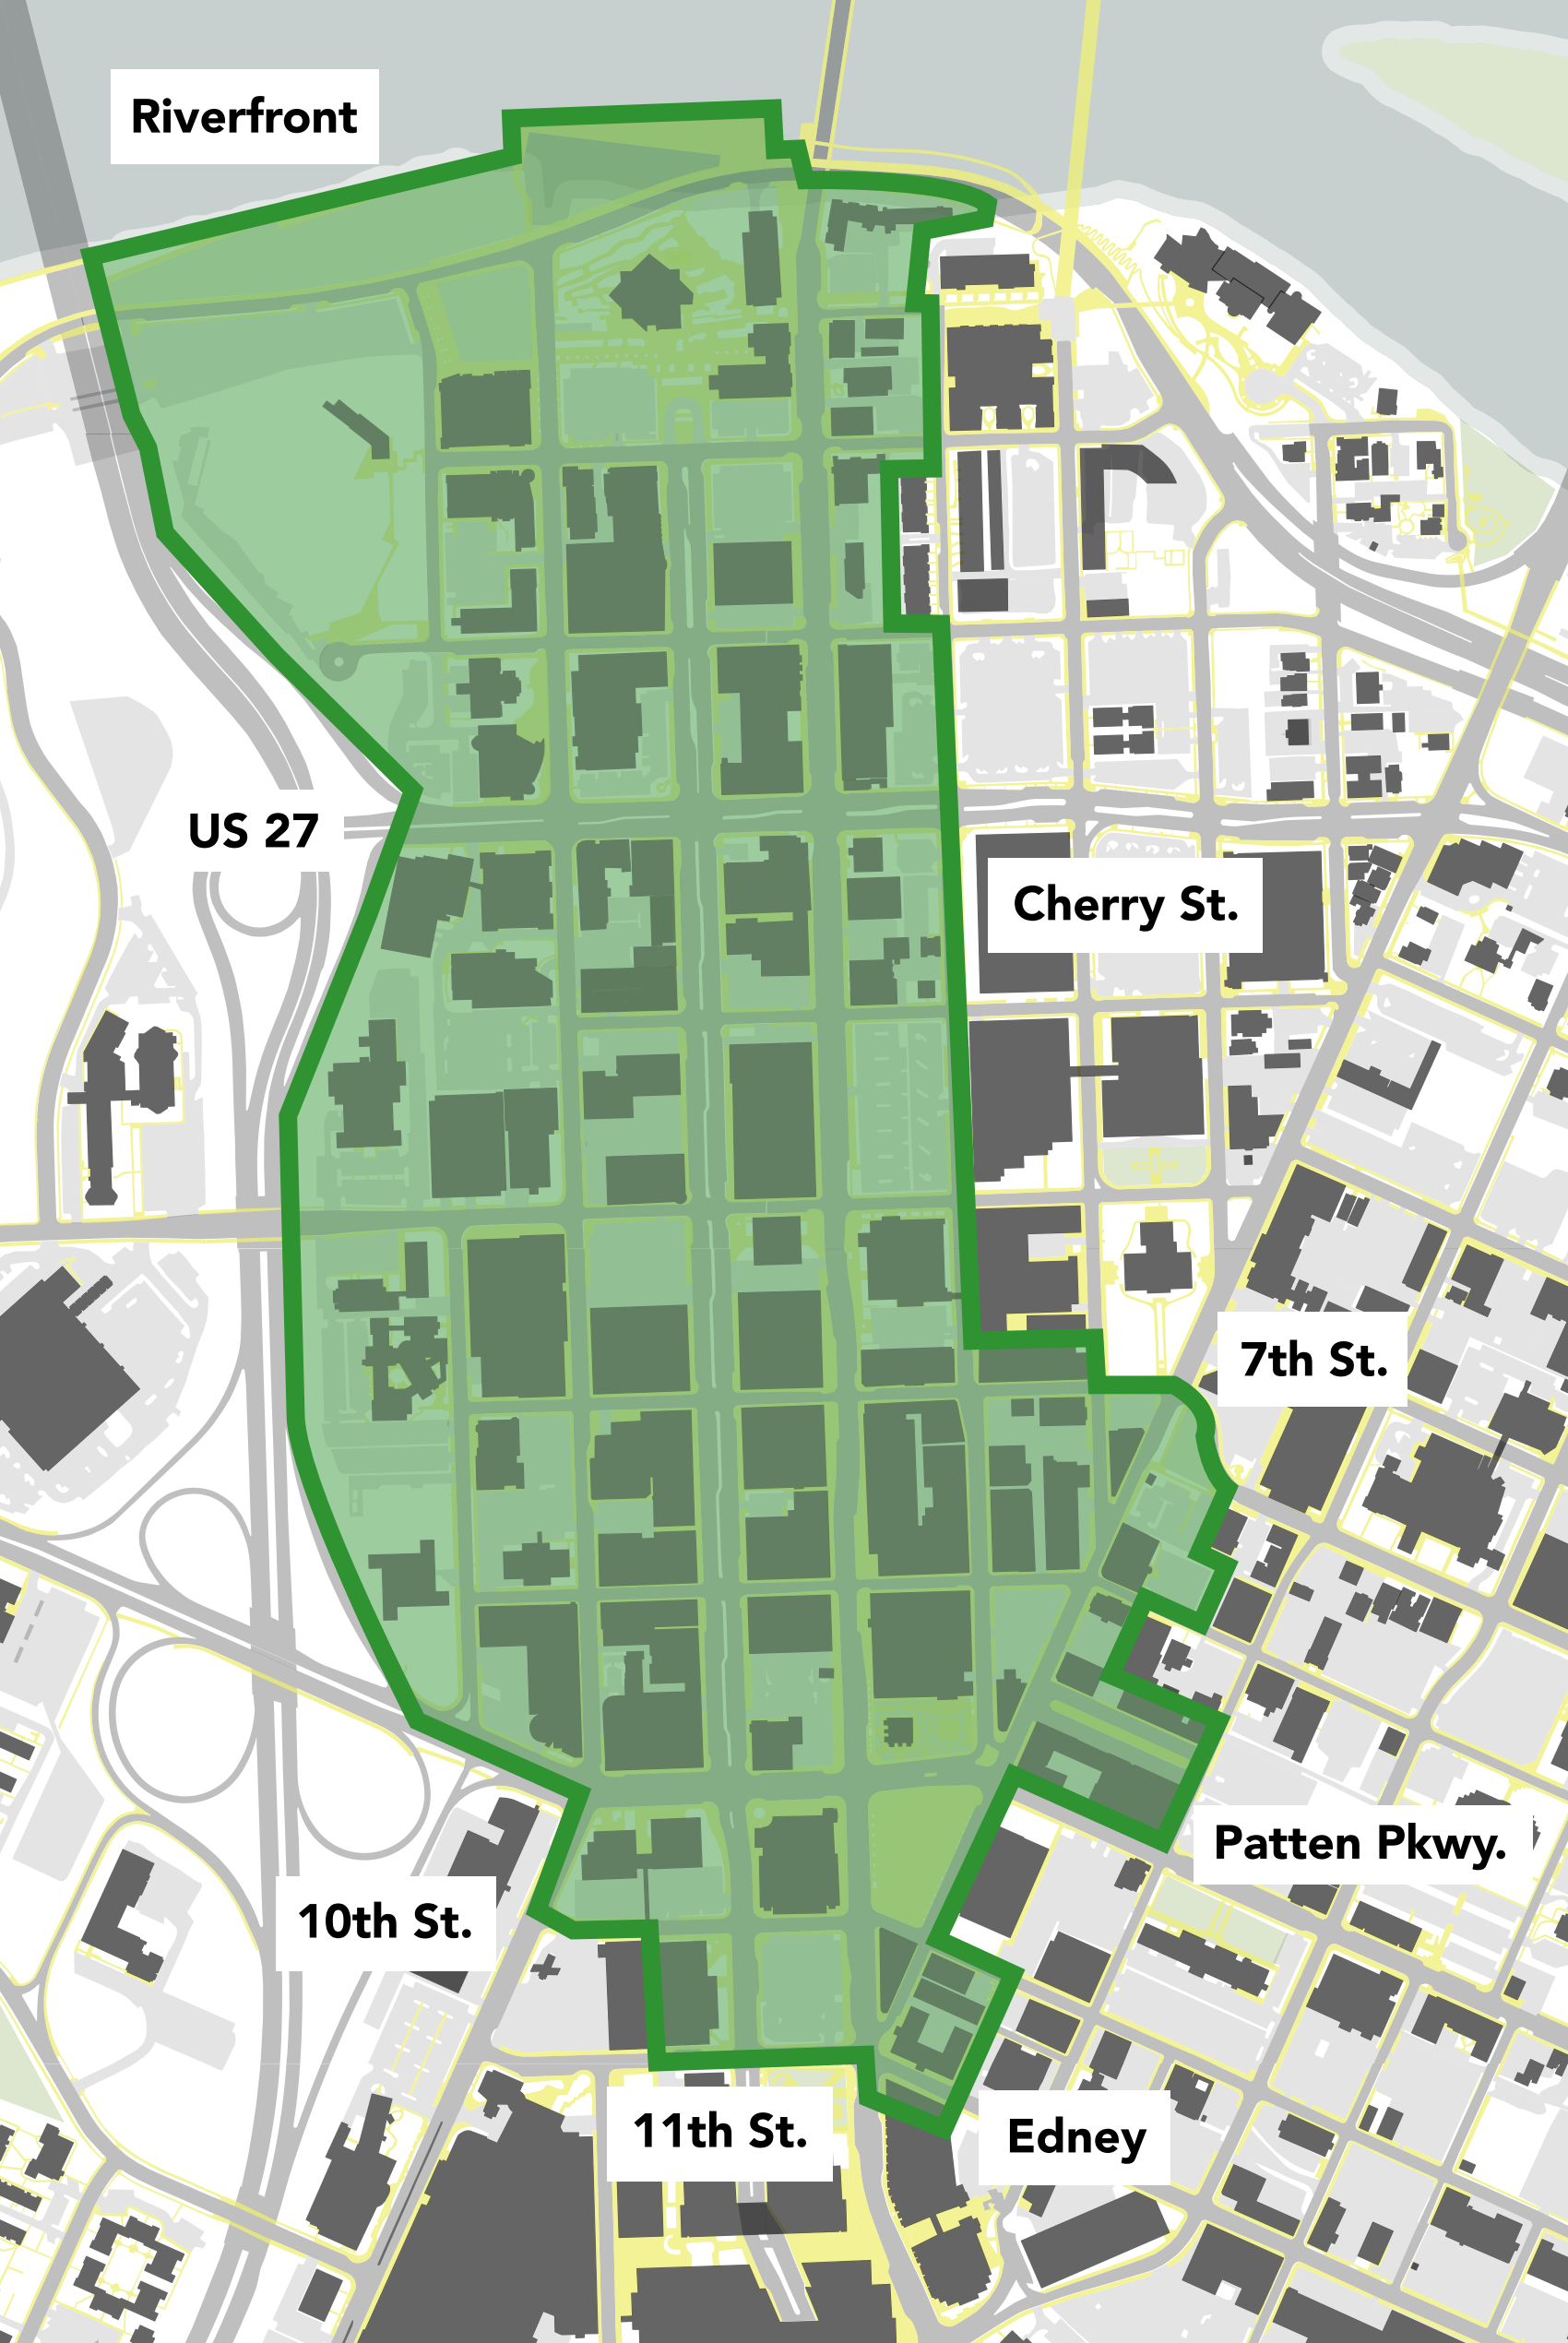 Riverfront
US 27
Cherry St.
7th St.
Patten Pkwy.
10th St.
11th St.
Edney